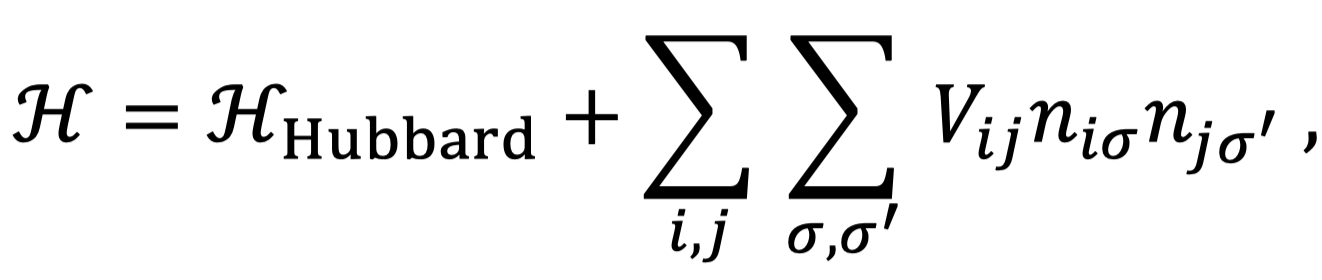 ℋ = ℋ_Hubbard + ∑_{i,j} ∑_{σ,σ′} V_{ij} n_{iσ} n_{jσ′} ,